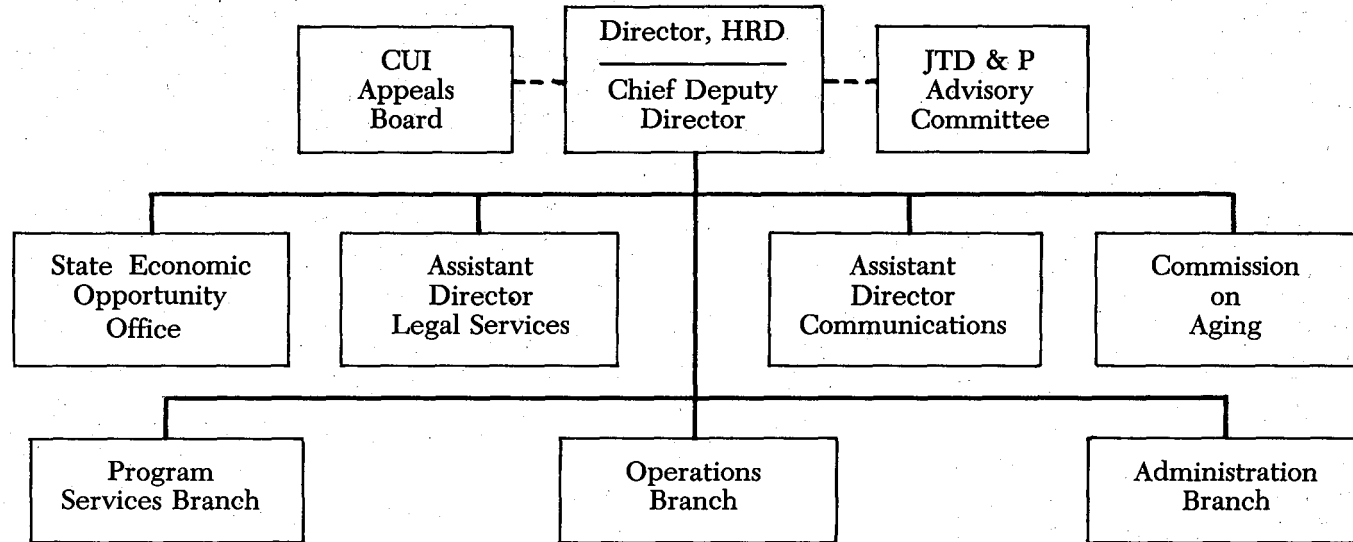 CUI
Appeals
Board
Director, HRD
Chief Deputy
Director
JTD & P
Advisory
Committee
State Economic
Opportunity
Office
Assistant
Director
Legal Services
Assistant
Director
Communications
Commission
on
Aging
Program
Services Branch
Operations
Branch
Administration
Branch